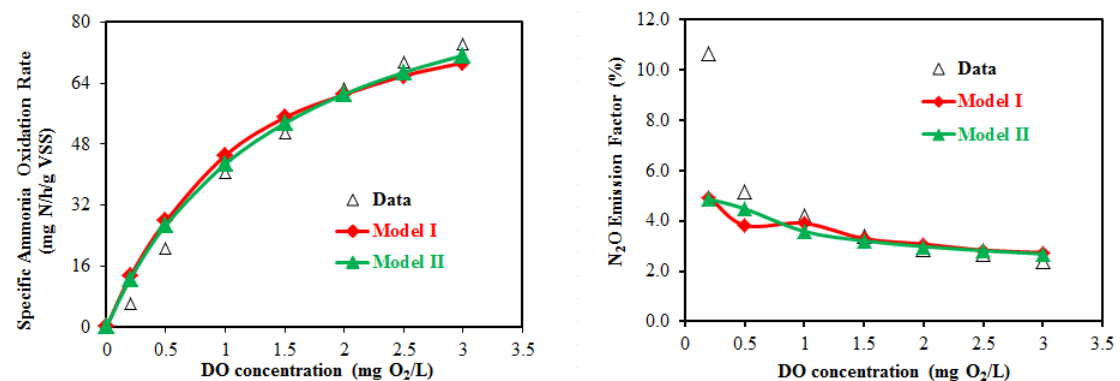 Specific Ammonia Oxidation Rate
(mg N/h/g VSS)
80
64
48
32
16
0
0 0.5 1 1.5 2 2.5 3 3.5
DO concentration (mg O₂/L)
Data
Model I
Model II
N₂O Emission Factor (%)
12.0
10.0
8.0
6.0
4.0
2.0
0.0
0 0.5 1 1.5 2 2.5 3 3.5
DO concentration (mg O₂/L)
Data
Model I
Model II